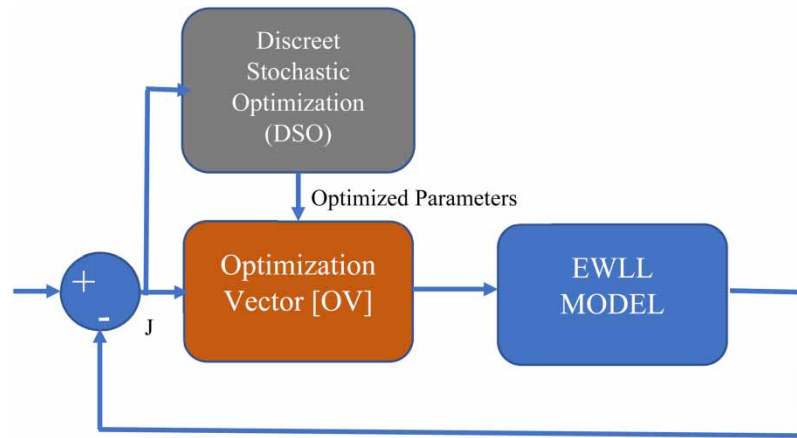 Discreet
Stochastic
Optimization
(DSO)
Optimized Parameters
+
-
J
Optimization
Vector [OV]
EWLL
MODEL